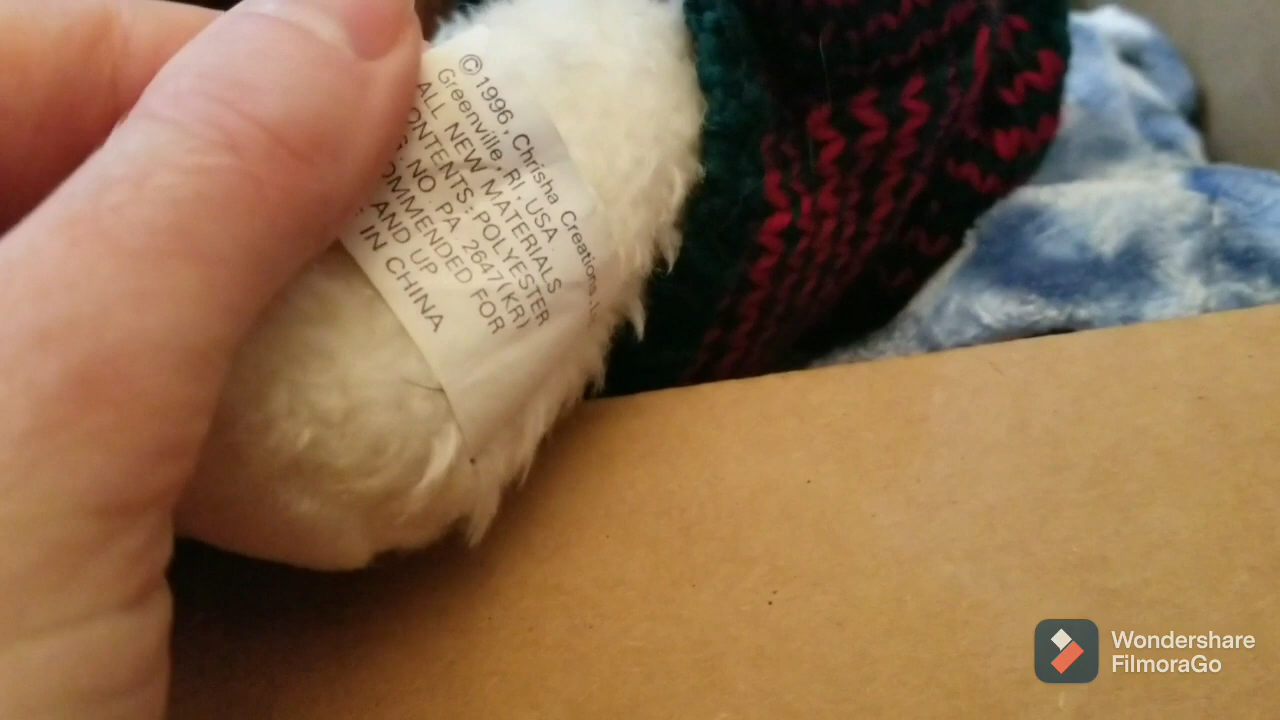 ©1996, Chrisha Creations,
Greenville, RI, USA
ALL NEW MATERIALS
ONTENTS: POLYESTER
. NO. PA 2647(KR)
OMMENDED FOR
AND UP
IN CHINA
Wondershare
FilmoraGo